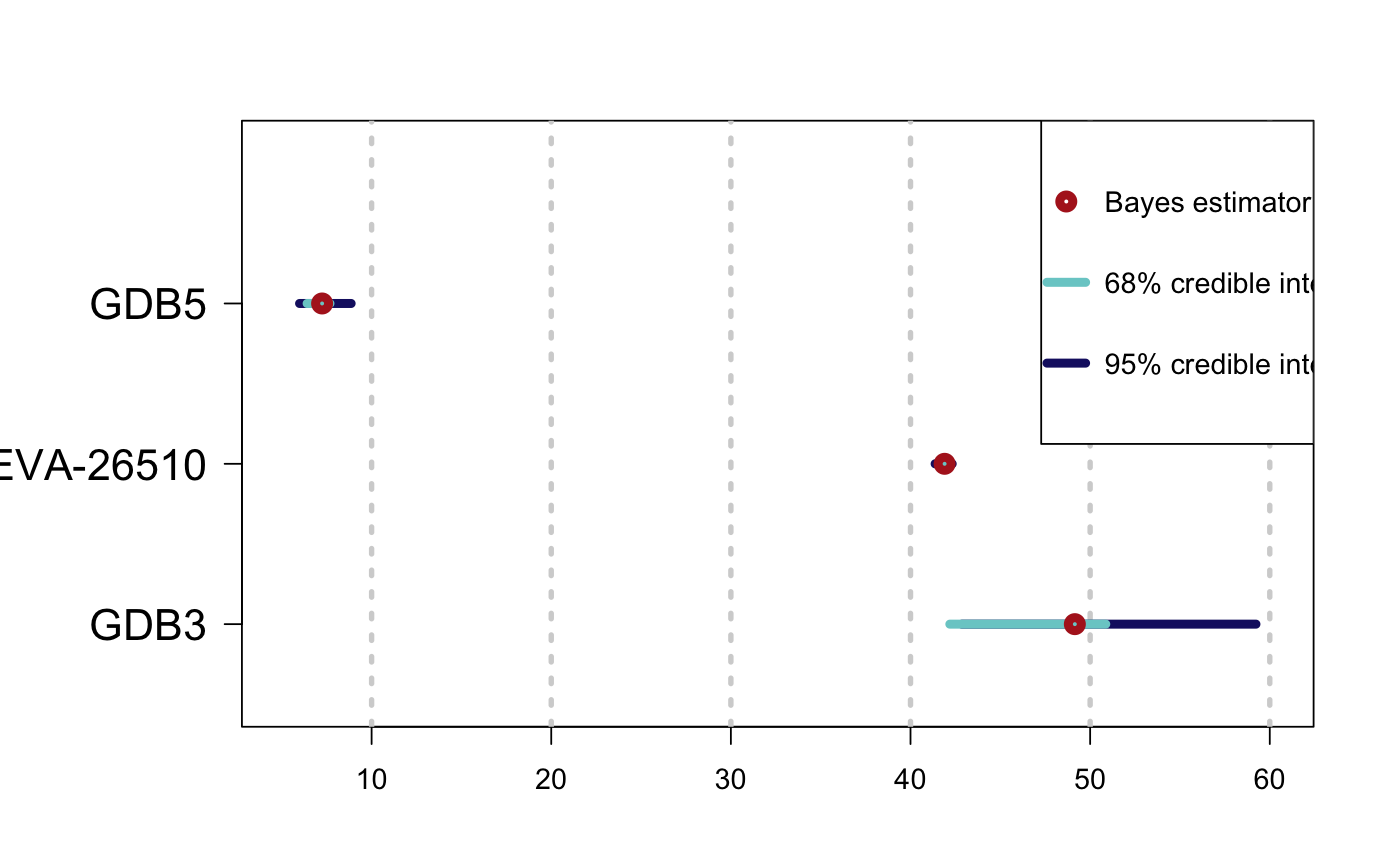 Bayes estimator
68% credible inte
95% credible inte
GDB5
EVA-26510
GDB3
10 20 30 40 50 60